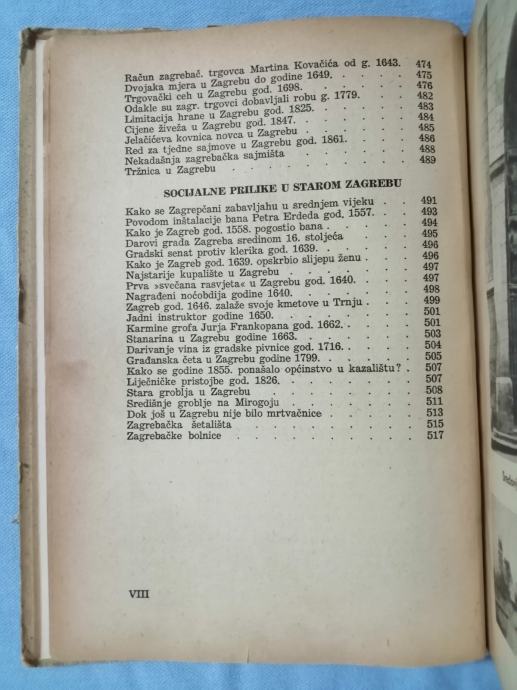 Račun zagrebač. trgovca Martina Kovačića od g. 1643. 474
Dvojaka mjera u Zagrebu do godine 1649. . . . . 475
Trgovački ceh u Zagrebu god. 1698. . . . . . 476
Odakle su zagr. trgovci dobavljali robu g. 1779. . . . 482
Limitacija hrane u Zagrebu god. 1825. . . . . . 483
Cijene živeža u Zagrebu god. 1847. . . . . . 484
Jelačićeva kovnica novca u Zagrebu . . . . . 485
Red za tjedne sajmove u Zagrebu god. 1861. . . . . 486
Nekadašnja zagrebačka sajmišta . . . . . . 488
Tržnica u Zagrebu . . . . . . . . 489
SOCIJALNE PRILIKE U STAROM ZAGREBU
Kako se Zagrepčani zabavljahu u srednjem vijeku . . 491
Povodom inštalacije bana Petra Erdeda god. 1557. . . 493
Kako je Zagreb god. 1558. pogostio bana . . . . 494
Darovi grada Zagreba sredinom 16. stoljeća . . . 495
Gradski senat protiv klerika god. 1639. . . . . 496
Kako je Zagreb god. 1639. opskrbio slijepu ženu . . . 496
Najstarije kupalište u Zagrebu . . . . . . 497
Prva »svečana rasvjeta« u Zagrebu god. 1640. . . . 497
Nagrađeni noćobdija godine 1640. . . . . . 498
Zagreb god. 1646. zalaže svoje kmetove u Trnju . . . 499
Jadni instruktor godine 1650. . . . . . . 501
Karmine grofa Jurja Frankopana god. 1662. . . . . 501
Stanarina u Zagrebu godine 1663. . . . . . 503
Darivanje vina iz gradske pivnice god. 1716. . . . . 504
Građanska četa u Zagrebu godine 1799. . . . . 505
Kako se godine 1855. ponašalo općinstvo u kazalištu? . 507
Liječničke pristojbe god. 1826. . . . . . . 507
Stara groblja u Zagrebu . . . . . . . 508
Središnje groblje na Mirogoju . . . . . . 511
Dok još u Zagrebu nije bilo mrtvačnice . . . . 513
Zagrebačka šetališta . . . . . . . 515
Zagrebačke bolnice . . . . . . . . 517
VIII